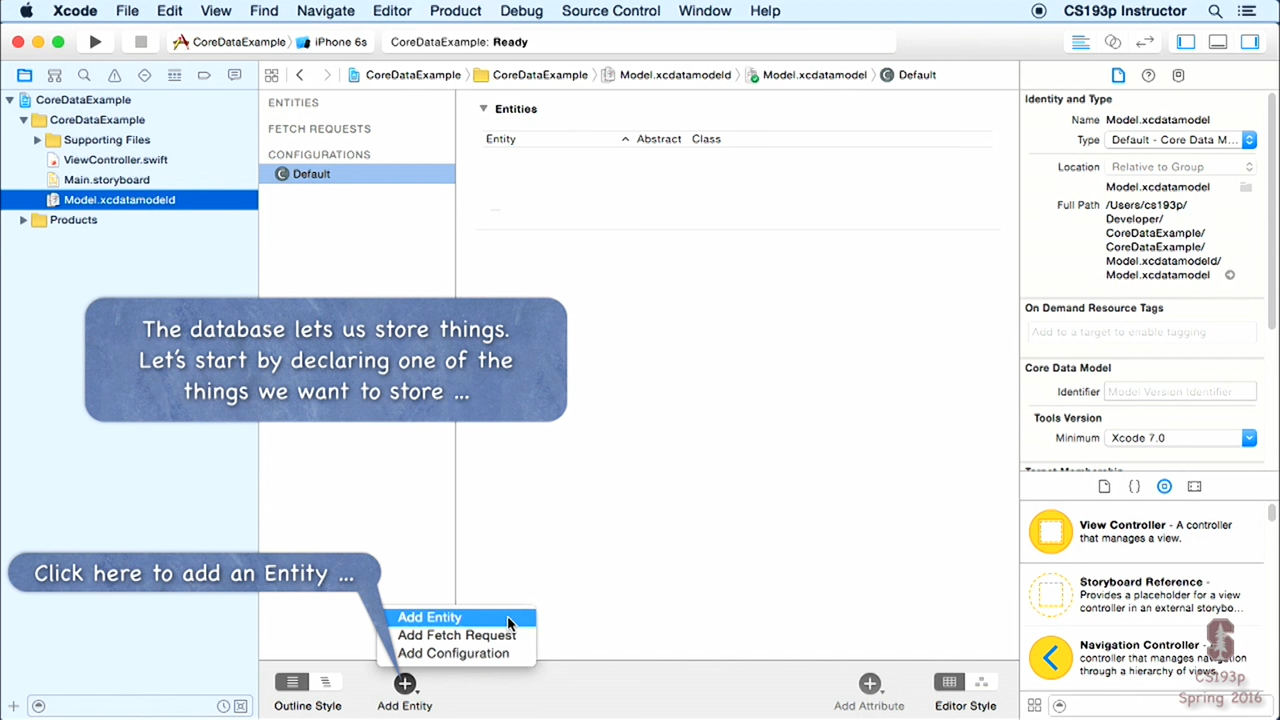 Xcode File Edit View Find Navigate Editor Product Debug Source Control Window Help CS193p Instructor
CoreDataExample iPhone 6s CoreDataExample: Ready
CoreDataExample CoreDataExample Model.xcdatamodeld Model.xcdatamodel Default
CoreDataExample
CoreDataExample
Supporting Files
ViewController.swift
Main.storyboard
Model.xcdatamodeld
Products
ENTITIES
FETCH REQUESTS
CONFIGURATIONS
C Default
Entities
Entity Abstract Class
The database lets us store things.
Let's start by declaring one of the
things we want to store ...
Click here to add an Entity ...
Add Entity
Add Fetch Request
Add Configuration
Outline Style
Add Entity
Add Attribute
Editor Style
Identity and Type
Name Model.xcdatamodel
Type Default - Core Data M...
Location Relative to Group
Model.xcdatamodel
Full Path /Users/cs193p/
Developer/
CoreDataExample/
CoreDataExample/
Model.xcdatamodeld/
Model.xcdatamodel
On Demand Resource Tags
Add to a target to enable tagging
Core Data Model
Identifier Model Version Identifier
Tools Version
Minimum Xcode 7.0
View Controller - A controller
that manages a view.
Storyboard Reference -
Provides a placeholder for a view
controller in an external storybo...
Navigation Controller -
controller that manages navigation
through a hierarchy of views.
CS193p
Spring 2016